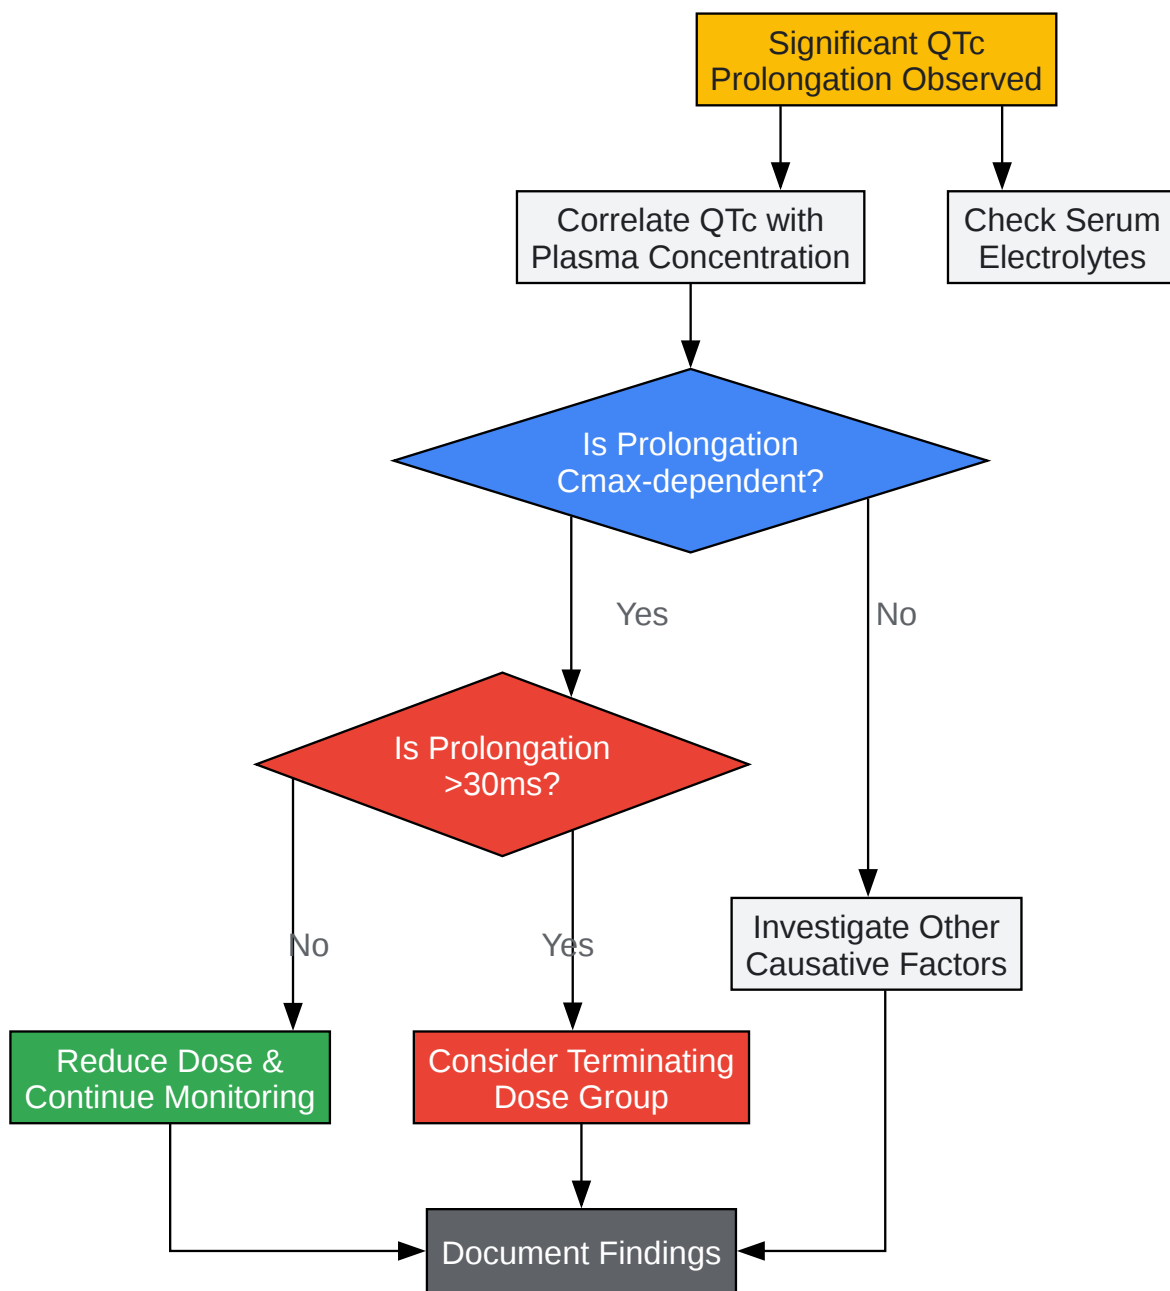 Significant QTc
Prolongation Observed
Correlate QTc with
Plasma Concentration
Check Serum
Electrolytes
Is Prolongation
Cmax-dependent?
Yes
No
Is Prolongation
>30ms?
Investigate Other
Causative Factors
No
Yes
Reduce Dose &
Continue Monitoring
Consider Terminating
Dose Group
Document Findings